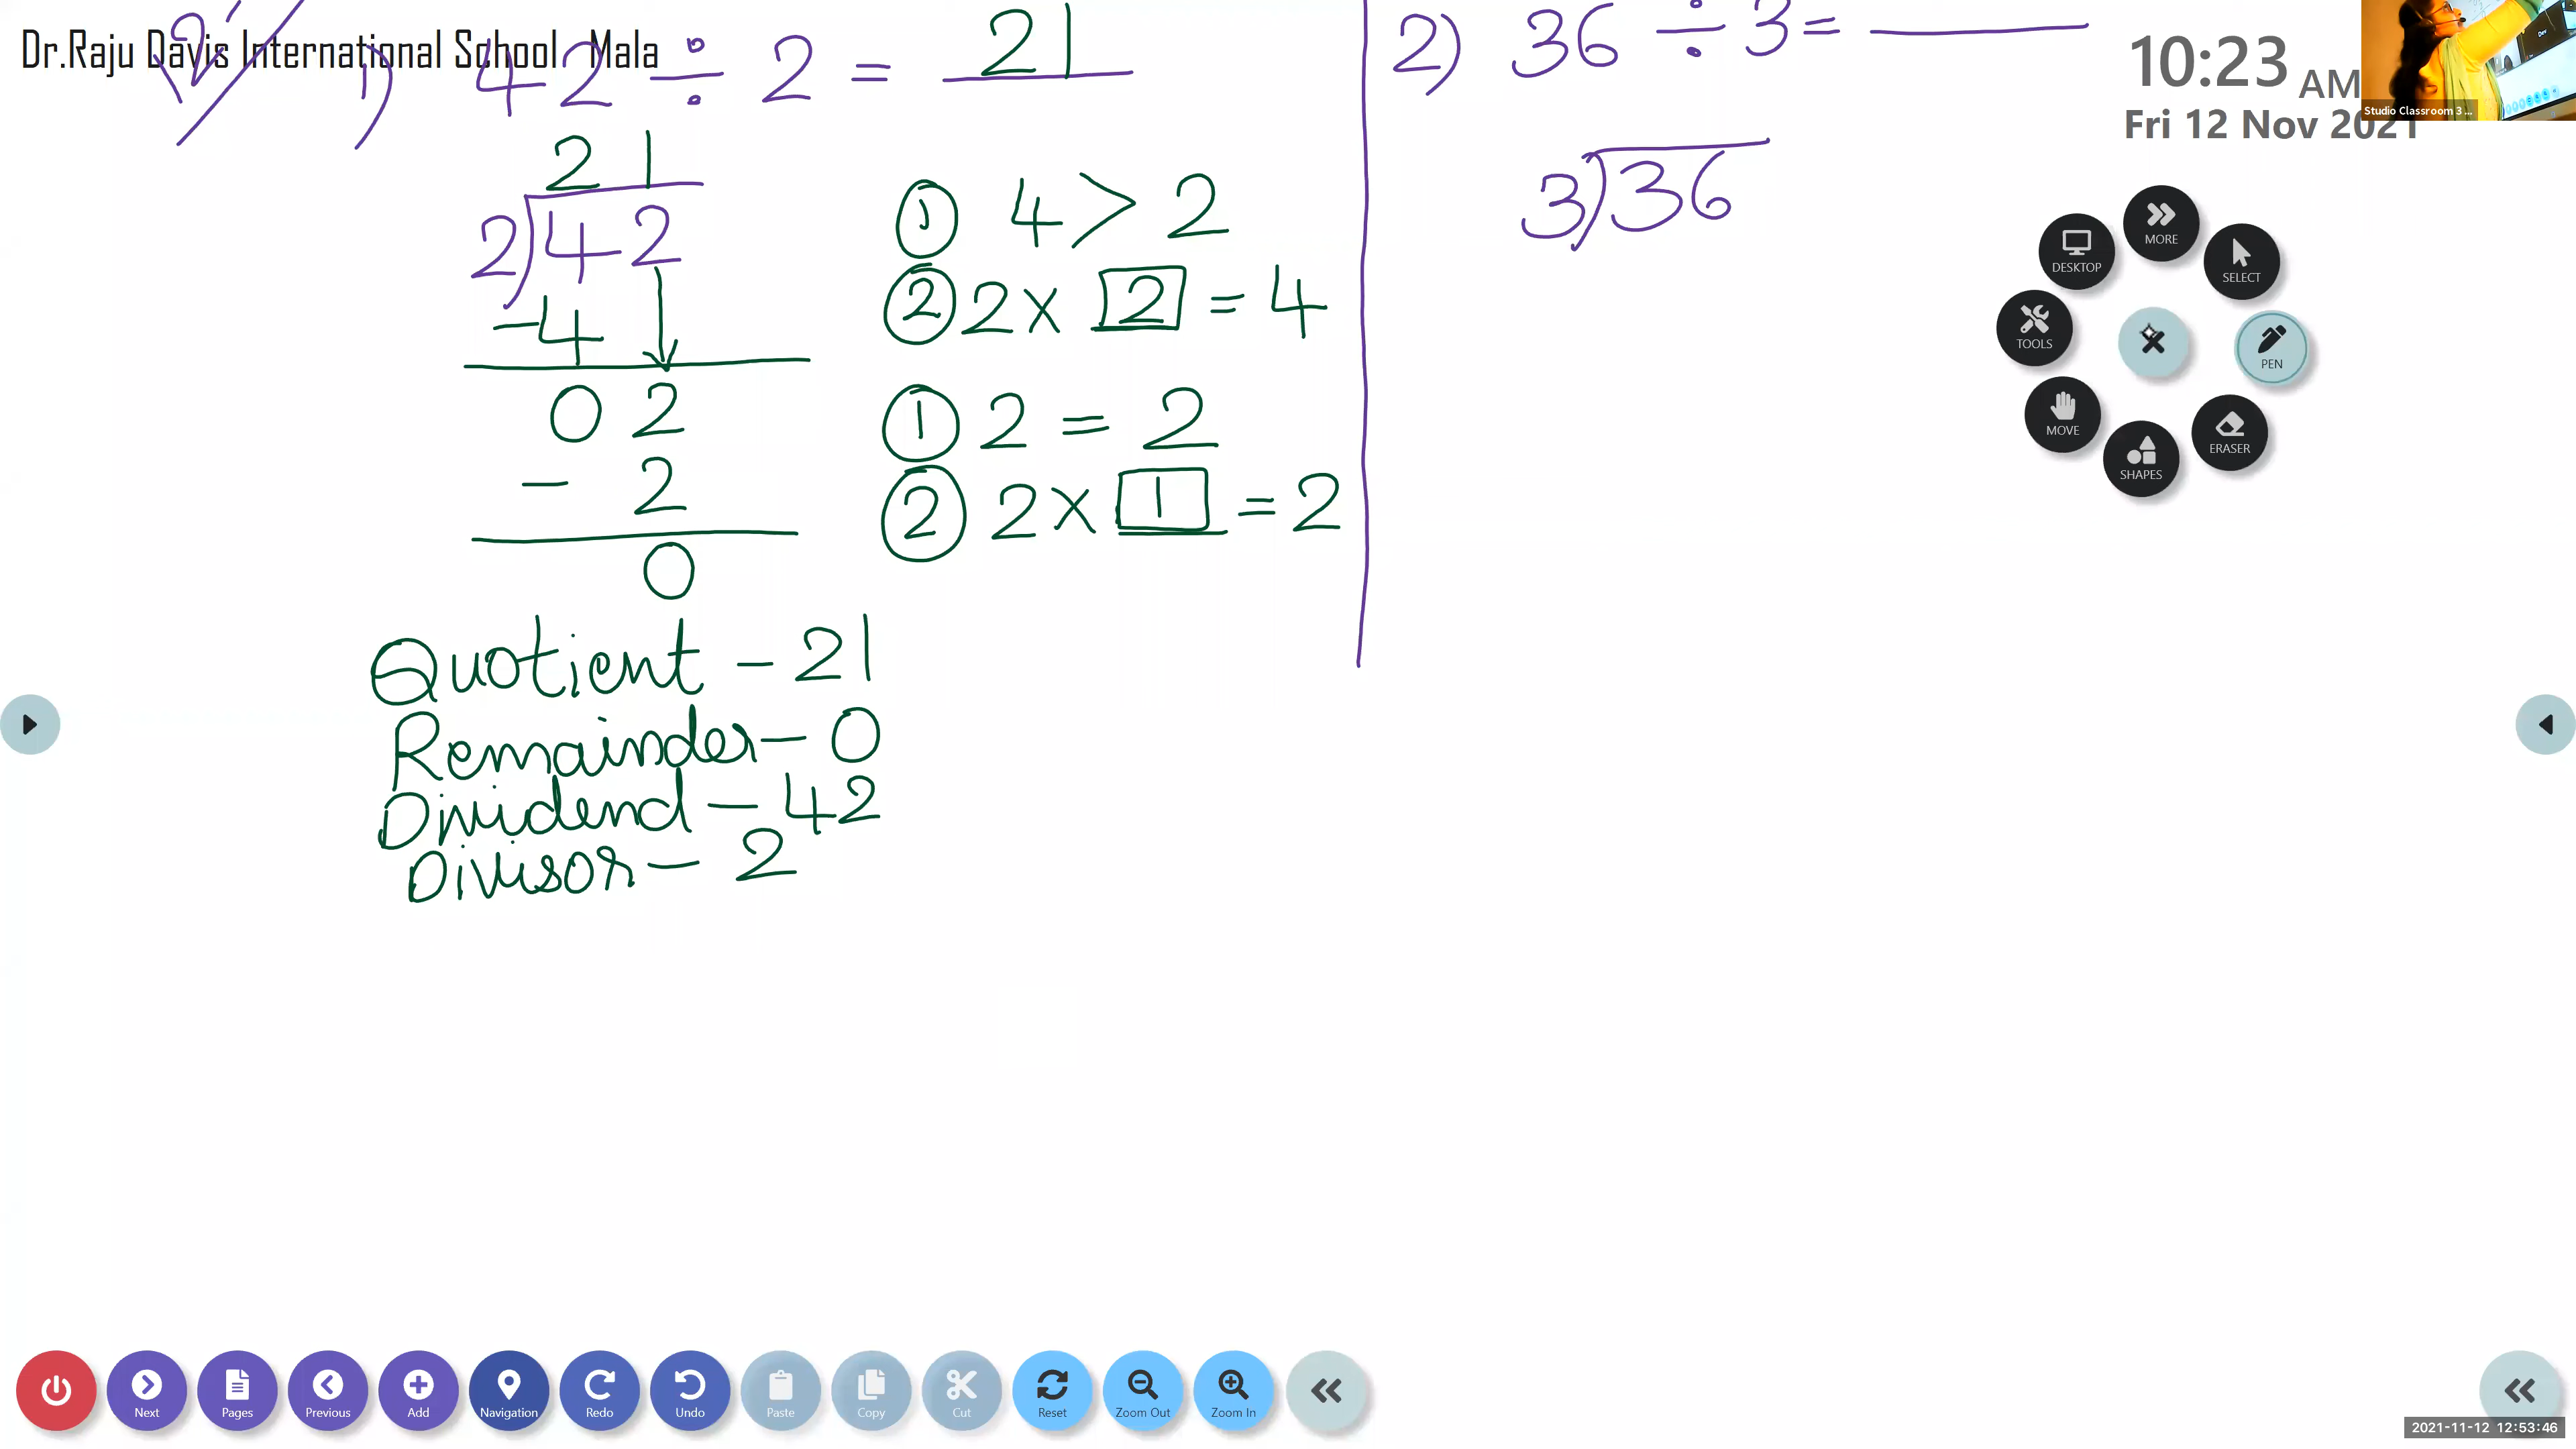 Dr.Raju Davis International School Mala
1) 42 ÷ 2 = 21
21
2)42
-4
02
- 2
0
① 4 > 2
② 2 × 2 = 4
① 2 = 2
② 2 × 1 = 2
Quotient - 21
Remainder - 0
Dividend - 42
Divisor - 2
2) 36 ÷ 3 =
3)36
10:23 AM
Fri 12 Nov 2021
Studio Classroom 3 ...
MORE
DESKTOP
SELECT
TOOLS
PEN
MOVE
ERASER
SHAPES
Next
Pages
Previous
Add
Navigation
Redo
Undo
Paste
Copy
Cut
Reset
Zoom Out
Zoom In
2021-11-12 12:53:46